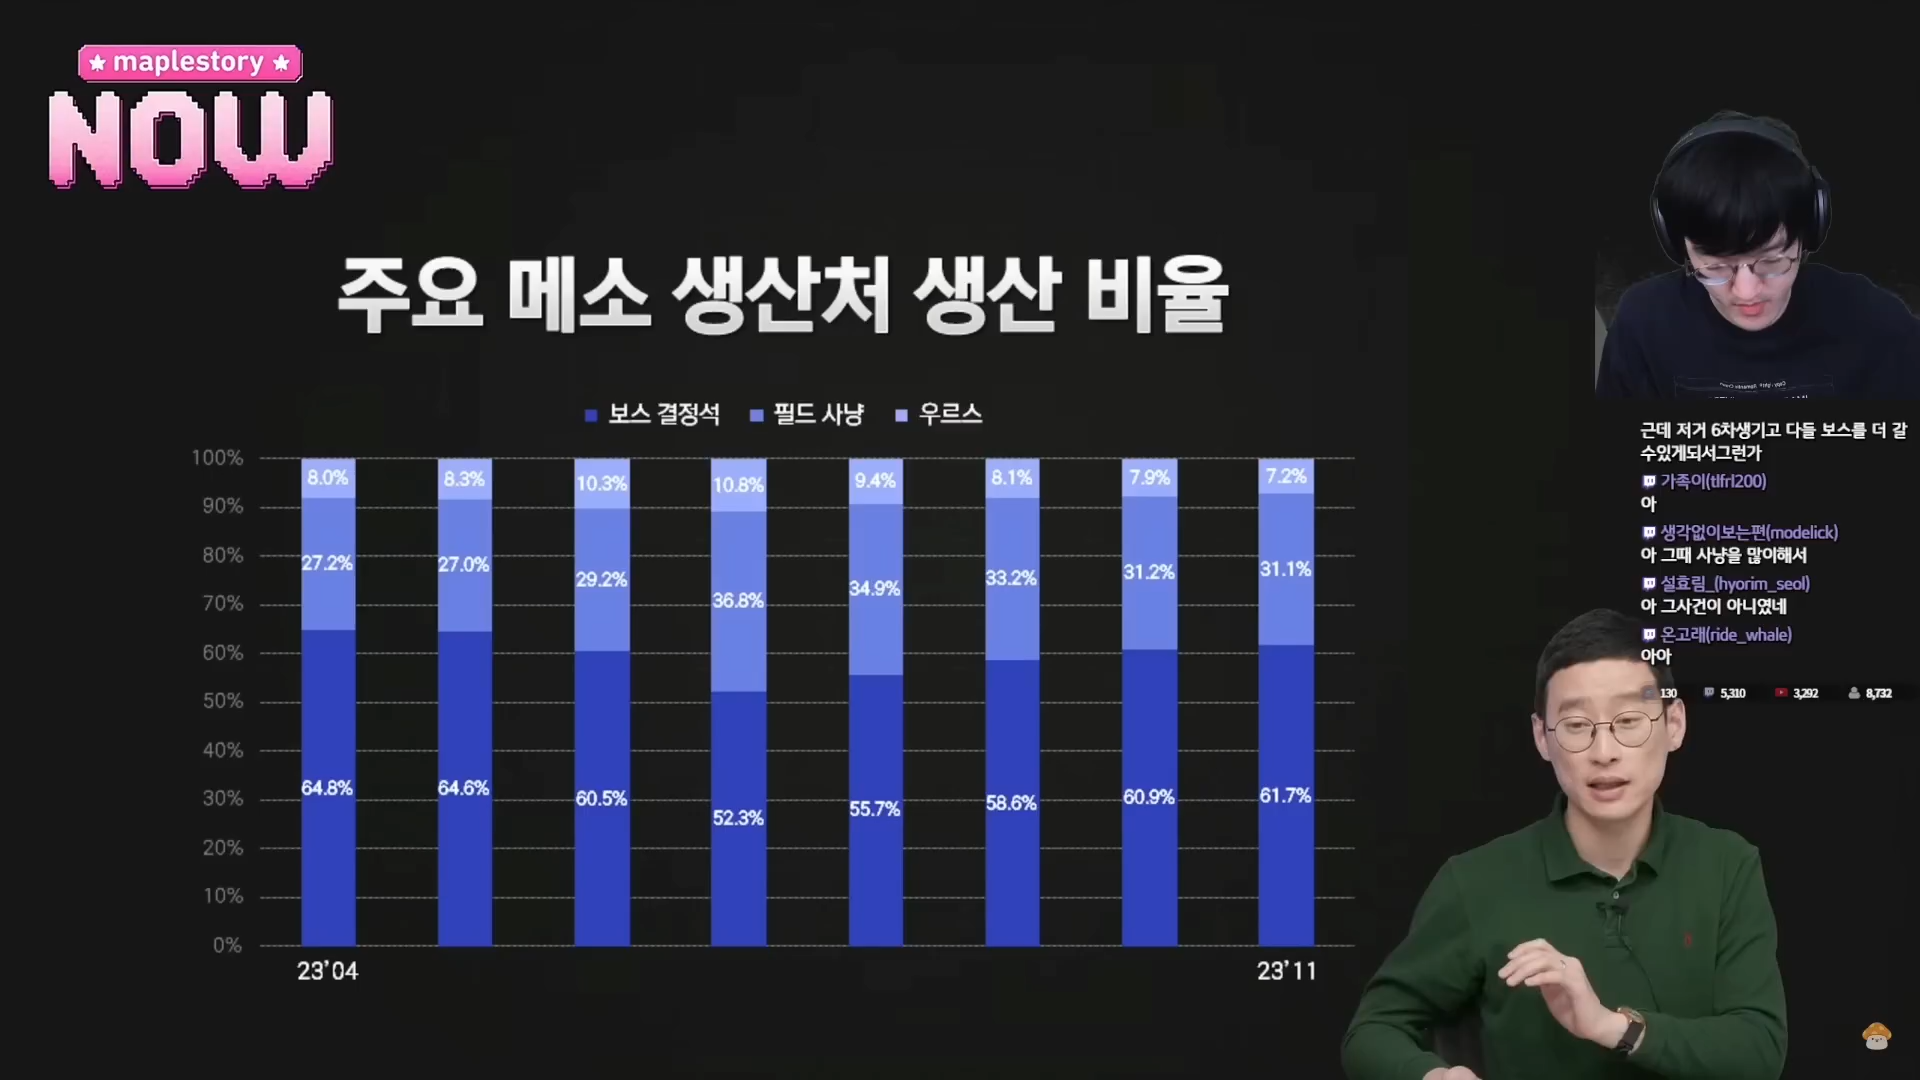 maplestory
NOW
주요 메소 생산처 생산 비율
보스 결정석 필드 사냥 우르스
100%
90%
80%
70%
60%
50%
40%
30%
20%
10%
0%
8.0% 8.3% 10.3% 10.8% 9.4% 8.1% 7.9% 7.2%
27.2% 27.0% 29.2% 36.8% 34.9% 33.2% 31.2% 31.1%
64.8% 64.6% 60.5% 52.3% 55.7% 58.6% 60.9% 61.7%
23’04 23’11
근데 저거 6차생기고 다들 보스를 더 갈
수있게되서그런가
가족이(tlfrl200)
아
생각없이보는편(modelick)
아 그때 사냥을 많이해서
설효림_(hyorim_seol)
아 그사건이 아니였네
온고래(ride_whale)
아아
130 5,310 3,292 8,732